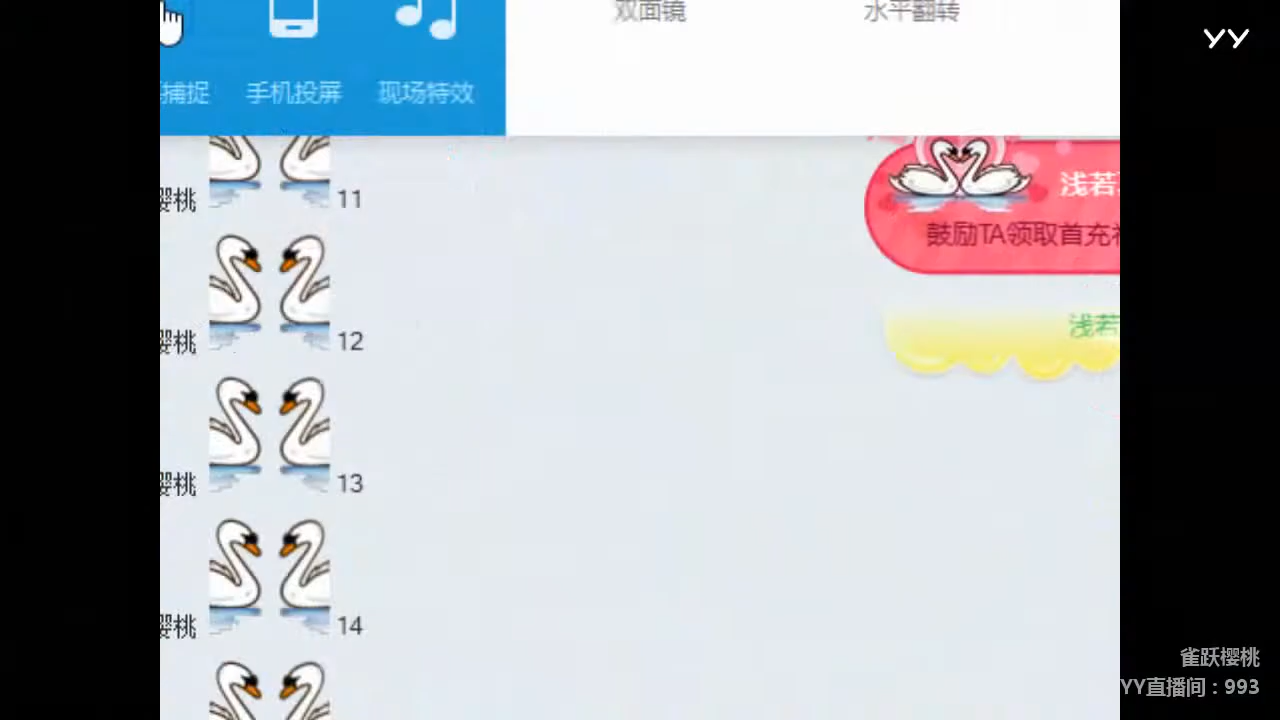 双面镜
水平翻转
YY
捕捉
手机投屏
现场特效
樱桃 11
浅若
鼓励TA领取首充
樱桃 12
浅若
樱桃 13
樱桃 14
雀跃樱桃
YY直播间：993